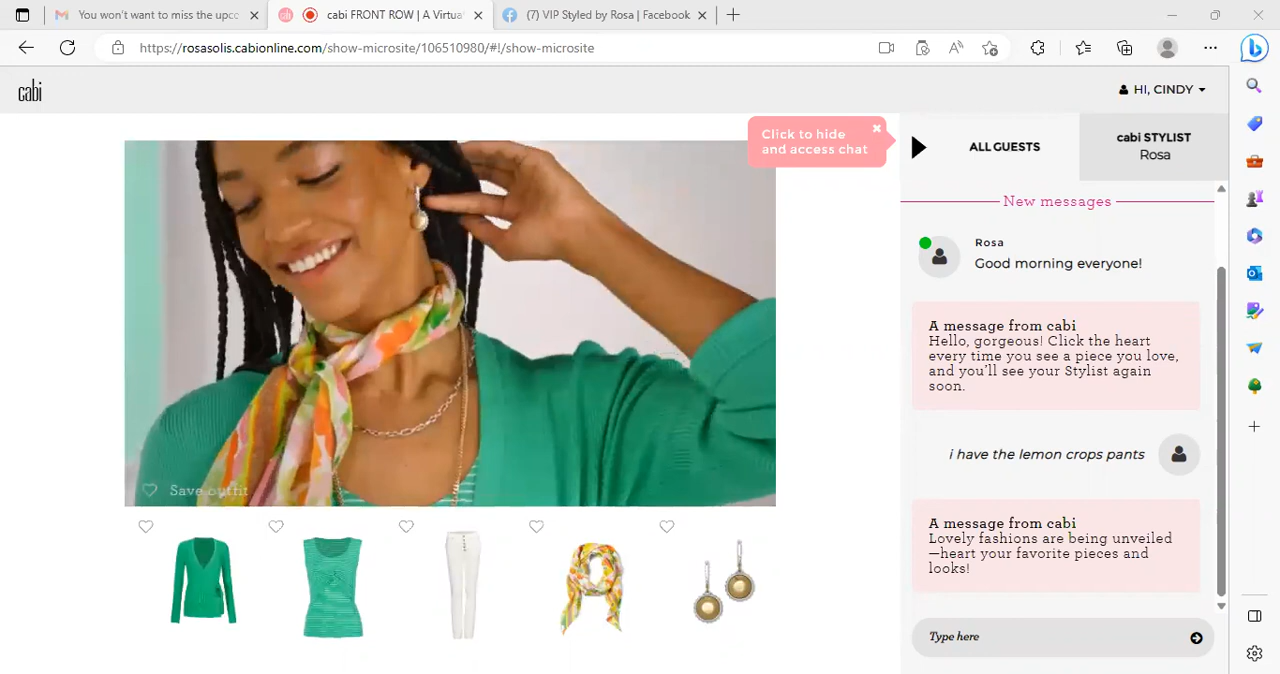 You won't want to miss the upco
cabi FRONT ROW | A Virtua
(7) VIP Styled by Rosa | Facebook
https://rosasolis.cabionline.com/show-microsite/106510980/#!/show-microsite
cabi
HI, CINDY
Click to hide
and access chat
ALL GUESTS
cabi STYLIST
Rosa
New messages
Rosa
Good morning everyone!
A message from cabi
Hello, gorgeous! Click the heart
every time you see a piece you love,
and you'll see your Stylist again
soon.
i have the lemon crops pants
A message from cabi
Lovely fashions are being unveiled
—heart your favorite pieces and
looks!
Save outfit
Type here